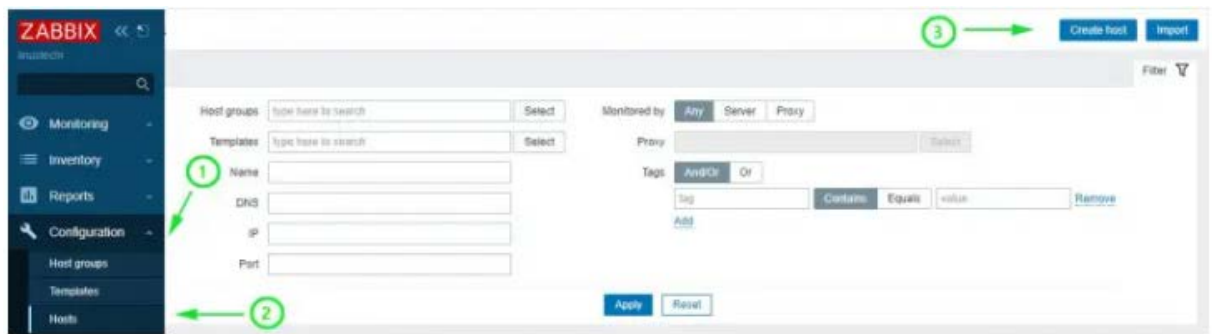 ZABBIX
3
Create host
Import
Filter
Host groups
type here to search
Select
Templates
type here to search
Select
Name
DNS
IP
Port
Monitored by
Any
Server
Proxy
Proxy
Select
Tags
And/Or
Or
tag
Contains
Equals
value
Remove
Add
Apply
Reset
Monitoring
Inventory
Reports
1
Configuration
Host groups
Templates
Hosts
2